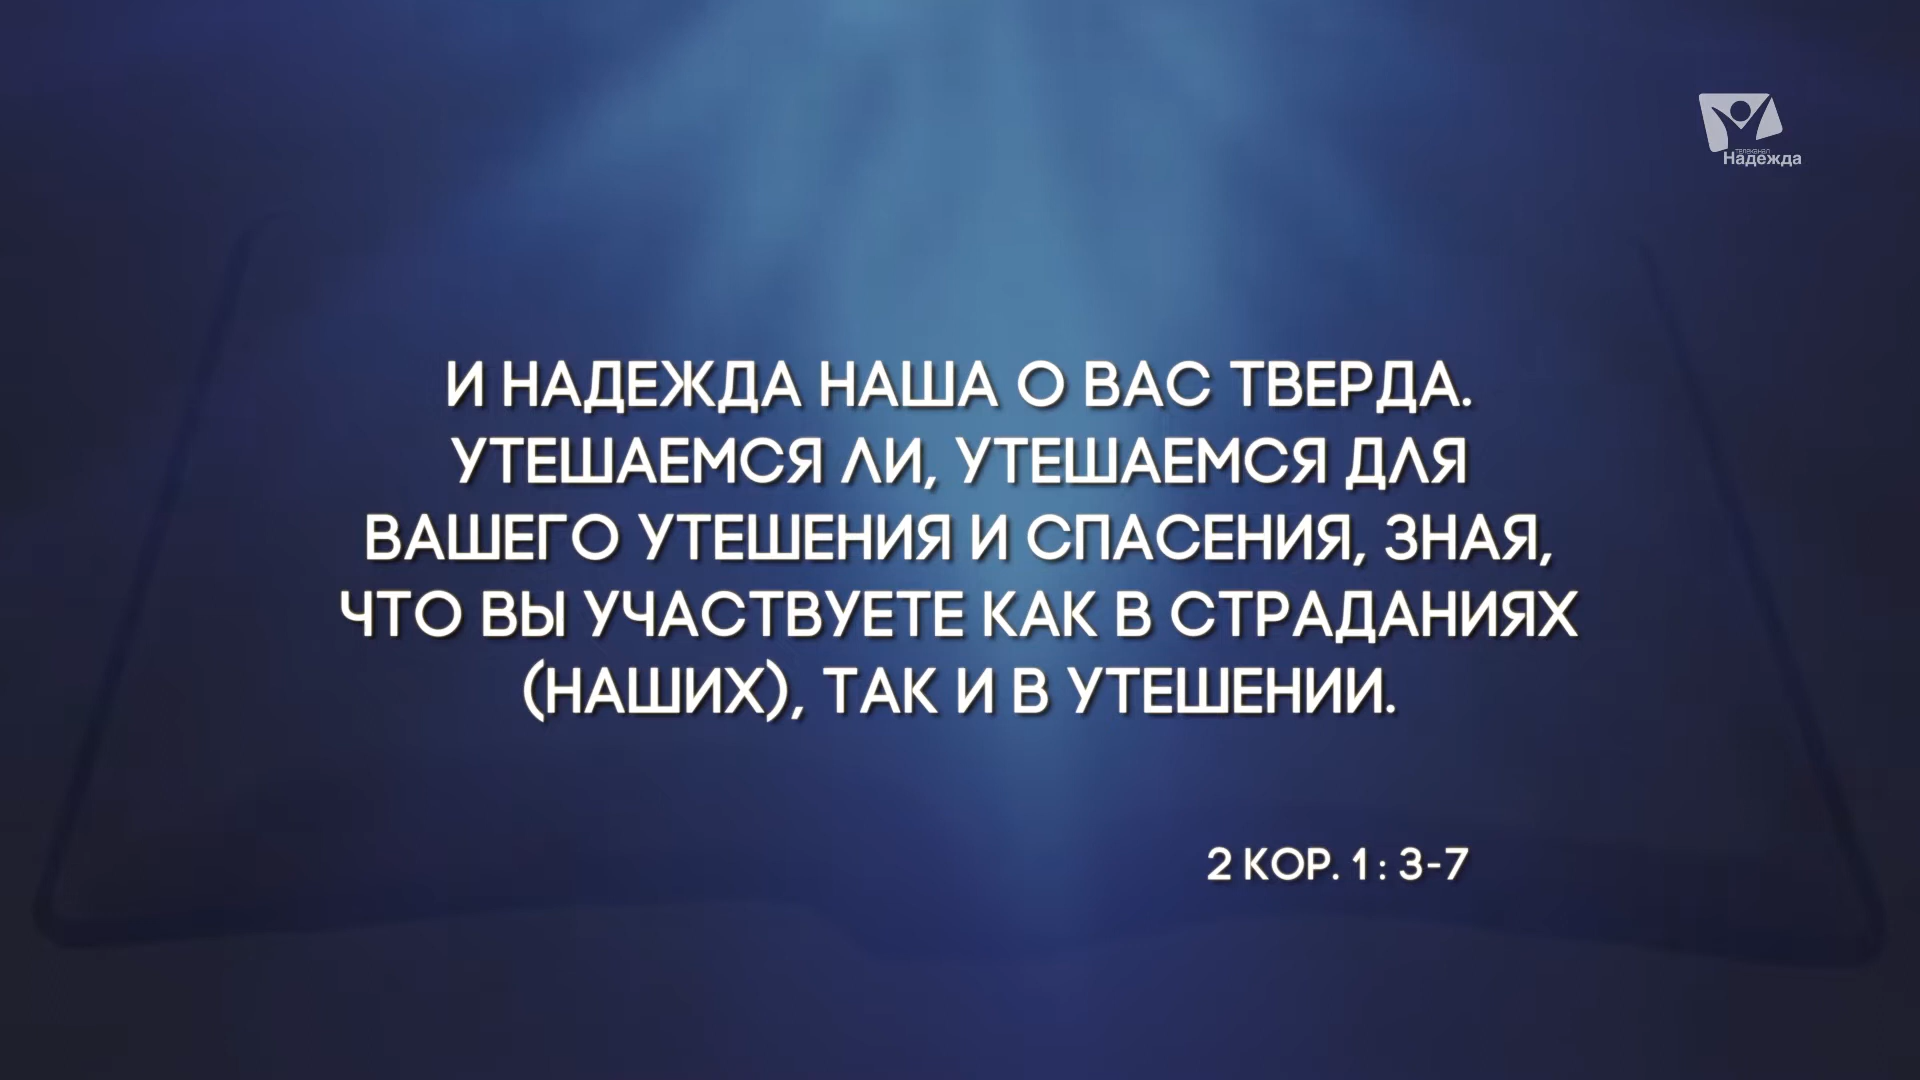 ТЕЛЕКАНАЛ
Надежда
И НАДЕЖДА НАША О ВАС ТВЕРДА.
УТЕШАЕМСЯ ЛИ, УТЕШАЕМСЯ ДЛЯ
ВАШЕГО УТЕШЕНИЯ И СПАСЕНИЯ, ЗНАЯ,
ЧТО ВЫ УЧАСТВУЕТЕ КАК В СТРАДАНИЯХ
(НАШИХ), ТАК И В УТЕШЕНИИ.
2 КОР. 1 : 3-7